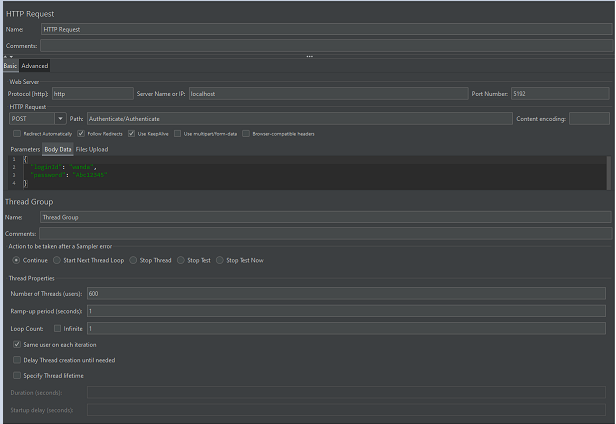 HTTP Request
Name: HTTP Request
Comments:
Basic Advanced
Web Server
Protocol [http]: http Server Name or IP: localhost Port Number: 5192
HTTP Request
POST Path: Authenticate/Authenticate Content encoding:
Redirect Automatically Follow Redirects Use KeepAlive Use multipart/form-data Browser-compatible headers
Parameters Body Data Files Upload
1 {
2 "loginId": "wanda",
3 "password": "Abc12345"
4 }
Thread Group
Name: Thread Group
Comments:
Action to be taken after a Sampler error
Continue Start Next Thread Loop Stop Thread Stop Test Stop Test Now
Thread Properties
Number of Threads (users): 600
Ramp-up period (seconds): 1
Loop Count: Infinite 1
Same user on each iteration
Delay Thread creation until needed
Specify Thread lifetime
Duration (seconds):
Startup delay (seconds):